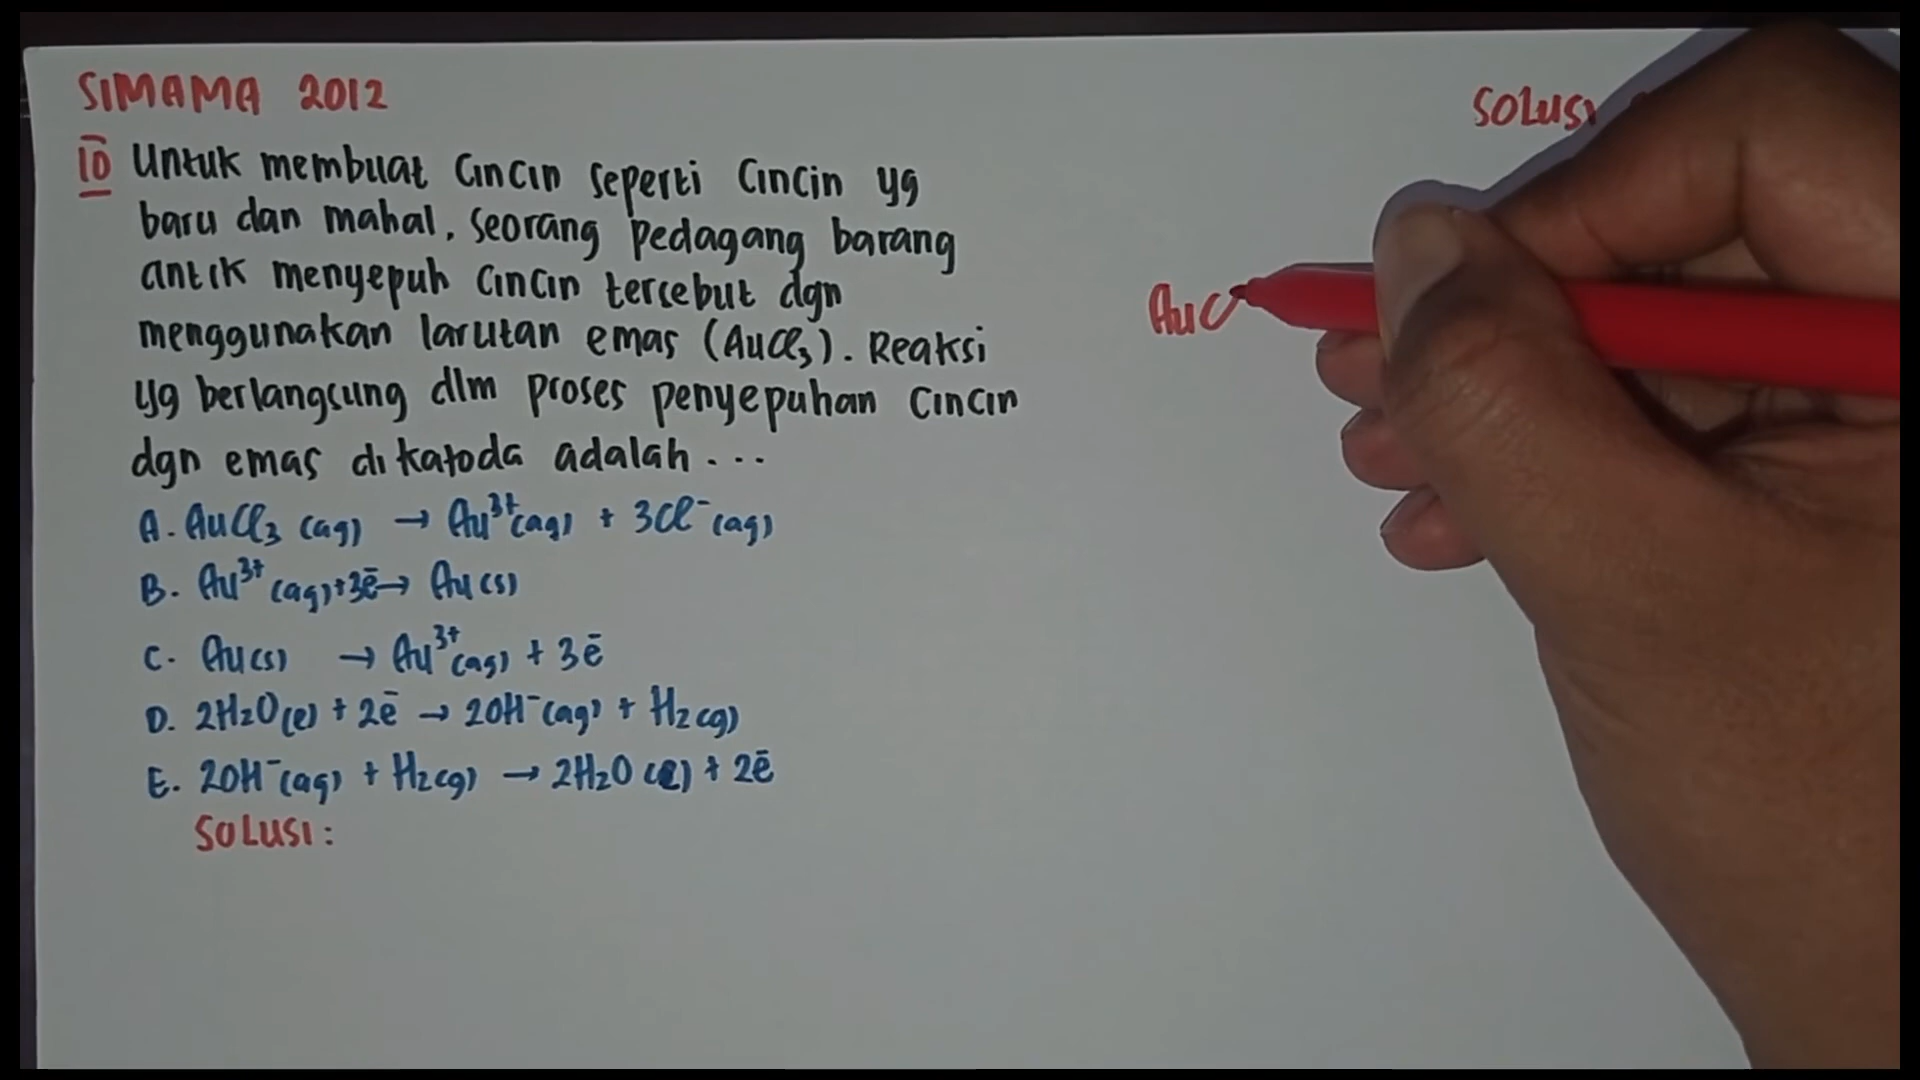 SIMAMA 2012
10 Untuk membuat Cincin seperti Cincin yg
baru dan mahal, seorang pedagang barang
antik menyepuh cincin tersebut dgn
menggunakan larutan emas (AuCl₃). Reaksi
yg berlangsung dlm proses penyepuhan cincin
dgn emas di katoda adalah ...
A. AuCl₃ (aq) → Au³⁺(aq) + 3Cl⁻(aq)
B. Au³⁺(aq)+3ē→ Au(s)
C. Au(s) → Au³⁺(aq) + 3ē
D. 2H₂O(l) + 2ē → 2OH⁻(aq) + H₂(g)
E. 2OH⁻(aq) + H₂(g) → 2H₂O(l) + 2ē
SOLUSI:
SOLUSI
AuC